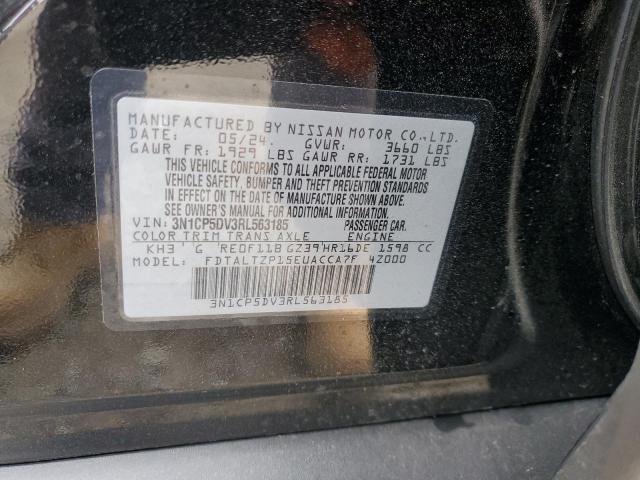 MANUFACTURED BY NISSAN MOTOR CO.,LTD.
DATE: 05/24 GVWR: 3660 LBS
GAWR FR: 1929 LBS GAWR RR: 1731 LBS
THIS VEHICLE CONFORMS TO ALL APPLICABLE FEDERAL MOTOR
VEHICLE SAFETY, BUMPER AND THEFT PREVENTION STANDARDS
IN EFFECT ON THE DATE OF MANUFACTURE SHOWN ABOVE.
SEE OWNER'S MANUAL FOR ADDITIONAL INFORMATION.
VIN: 3N1CP5DV3RL563185 PASSENGER CAR.
COLOR TRIM TRANS AXLE ENGINE
KH3 G RE0F11B GZ39 HR16DE 1598 CC
MODEL: FDTALTZP15EUACCA7F 42000
3N1CP5DV3RL563185